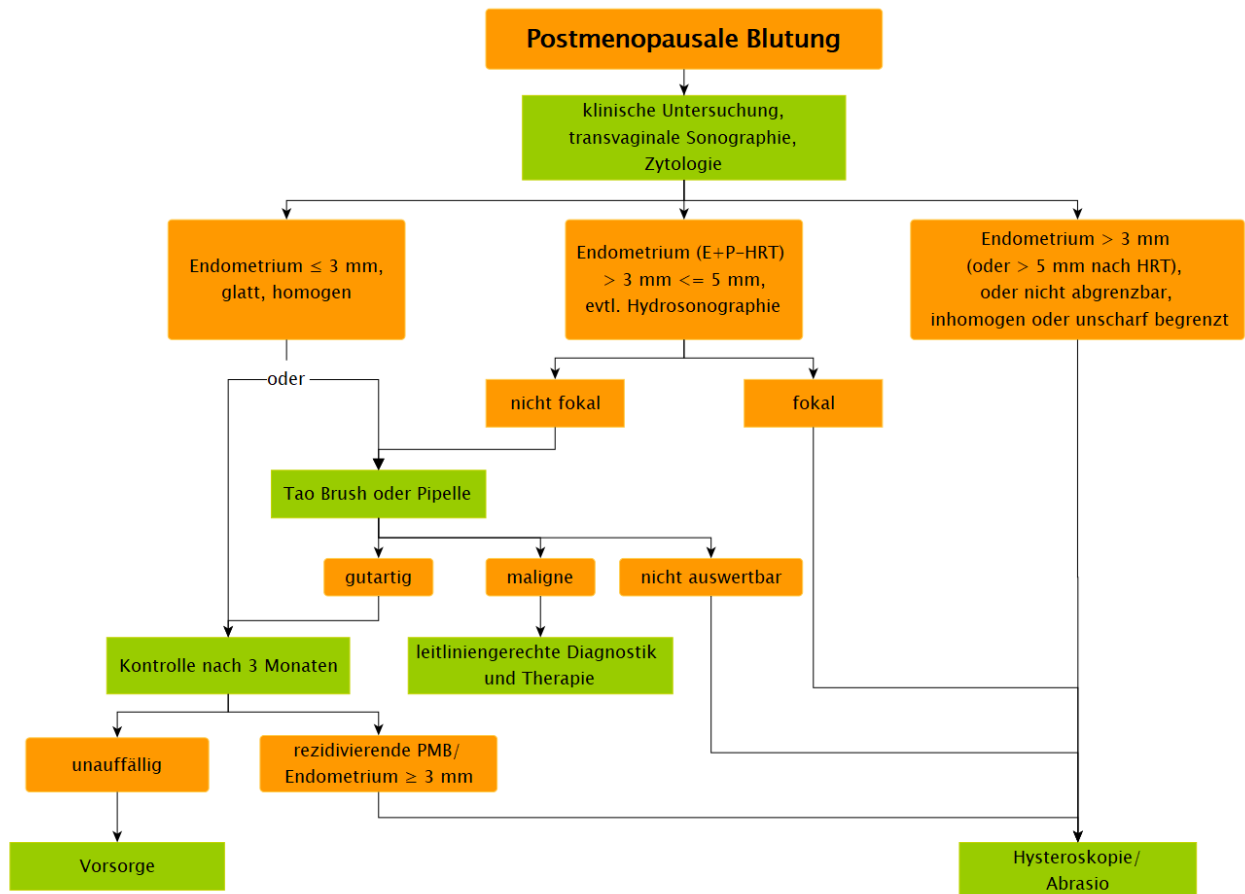 Postmenopausale Blutung
klinische Untersuchung,
transvaginale Sonographie,
Zytologie
Endometrium ≤ 3 mm,
glatt, homogen
Endometrium (E+P-HRT)
> 3 mm <= 5 mm,
evtl. Hydrosonographie
Endometrium > 3 mm
(oder > 5 mm nach HRT),
oder nicht abgrenzbar,
inhomogen oder unscharf begrenzt
oder
nicht fokal
fokal
Tao Brush oder Pipelle
gutartig
maligne
nicht auswertbar
Kontrolle nach 3 Monaten
leitliniengerechte Diagnostik
und Therapie
unauffällig
rezidivierende PMB/
Endometrium ≥ 3 mm
Vorsorge
Hysteroskopie/
Abrasio